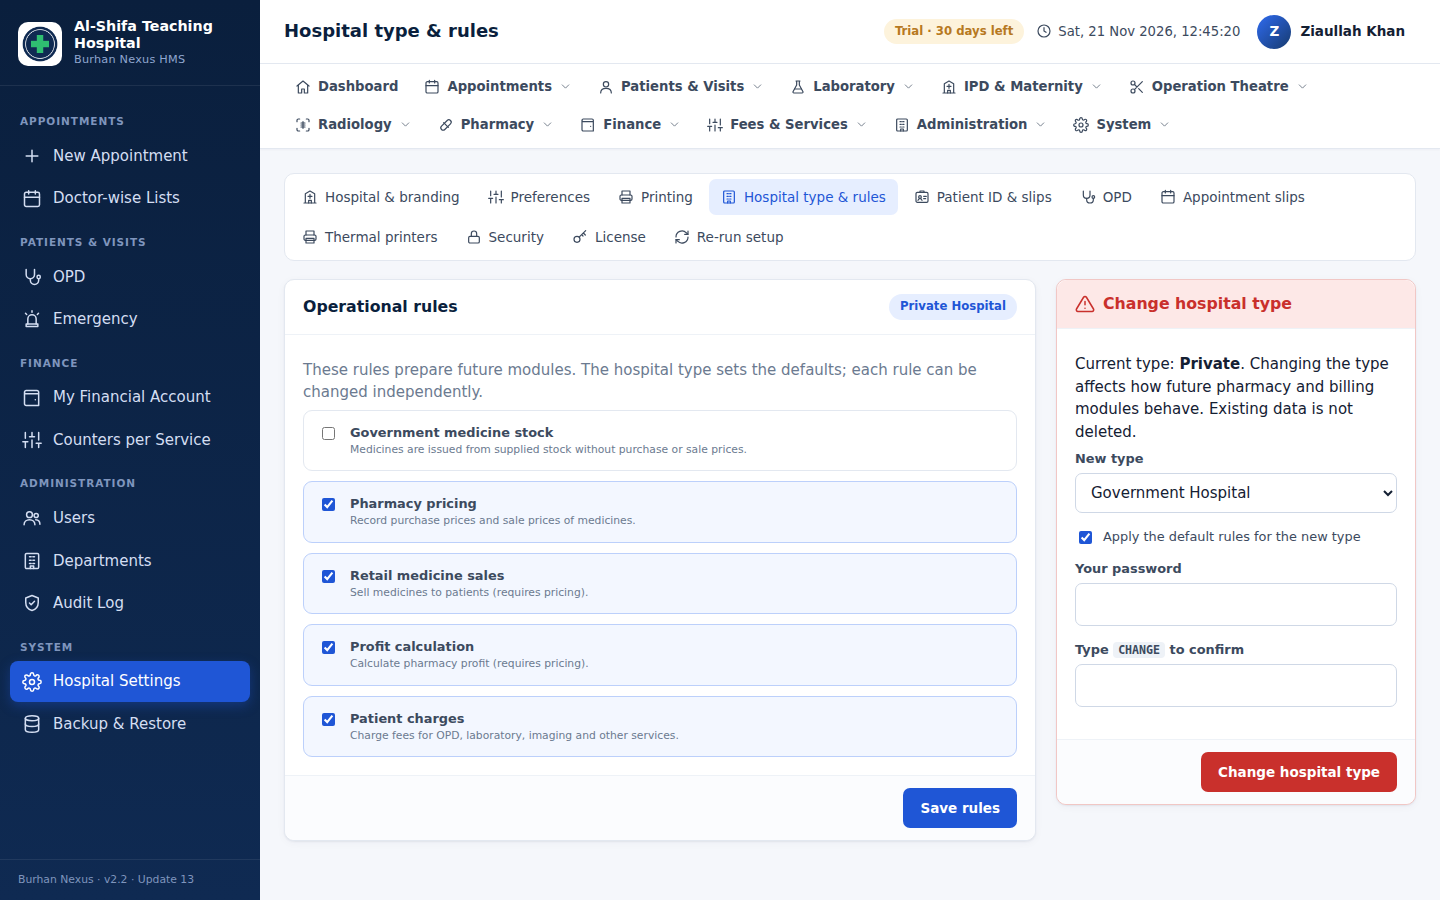 Al-Shifa Teaching
Hospital
Burhan Nexus HMS
APPOINTMENTS
New Appointment
Doctor-wise Lists
PATIENTS & VISITS
OPD
Emergency
FINANCE
My Financial Account
Counters per Service
ADMINISTRATION
Users
Departments
Audit Log
SYSTEM
Hospital Settings
Backup & Restore
Burhan Nexus · v2.2 · Update 13
Hospital type & rules
Trial · 30 days left
Sat, 21 Nov 2026, 12:45:20
Z
Ziaullah Khan
Dashboard Appointments Patients & Visits Laboratory IPD & Maternity Operation Theatre
Radiology Pharmacy Finance Fees & Services Administration System
Hospital & branding Preferences Printing Hospital type & rules Patient ID & slips OPD Appointment slips
Thermal printers Security License Re-run setup
Operational rules
Private Hospital
These rules prepare future modules. The hospital type sets the defaults; each rule can be
changed independently.
Government medicine stock
Medicines are issued from supplied stock without purchase or sale prices.
Pharmacy pricing
Record purchase prices and sale prices of medicines.
Retail medicine sales
Sell medicines to patients (requires pricing).
Profit calculation
Calculate pharmacy profit (requires pricing).
Patient charges
Charge fees for OPD, laboratory, imaging and other services.
Save rules
Change hospital type
Current type: Private. Changing the type
affects how future pharmacy and billing
modules behave. Existing data is not
deleted.
New type
Government Hospital
Apply the default rules for the new type
Your password
Type CHANGE to confirm
Change hospital type